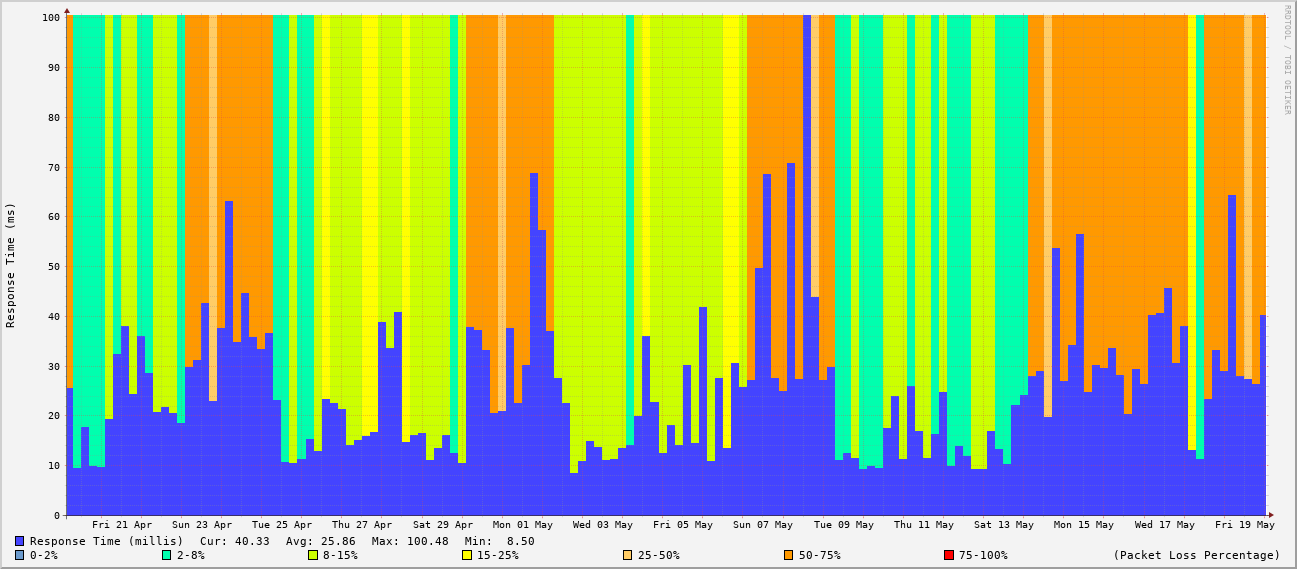 RRDTOOL / TOBI OETIKER
Response Time (ms)
100
90
80
70
60
50
40
30
20
10
0
Fri 21 Apr Sun 23 Apr Tue 25 Apr Thu 27 Apr Sat 29 Apr Mon 01 May Wed 03 May Fri 05 May Sun 07 May Tue 09 May Thu 11 May Sat 13 May Mon 15 May Wed 17 May Fri 19 May
Response Time (millis) Cur: 40.33 Avg: 25.86 Max: 100.48 Min: 8.50
0-2% 2-8% 8-15% 15-25% 25-50% 50-75% 75-100% (Packet Loss Percentage)